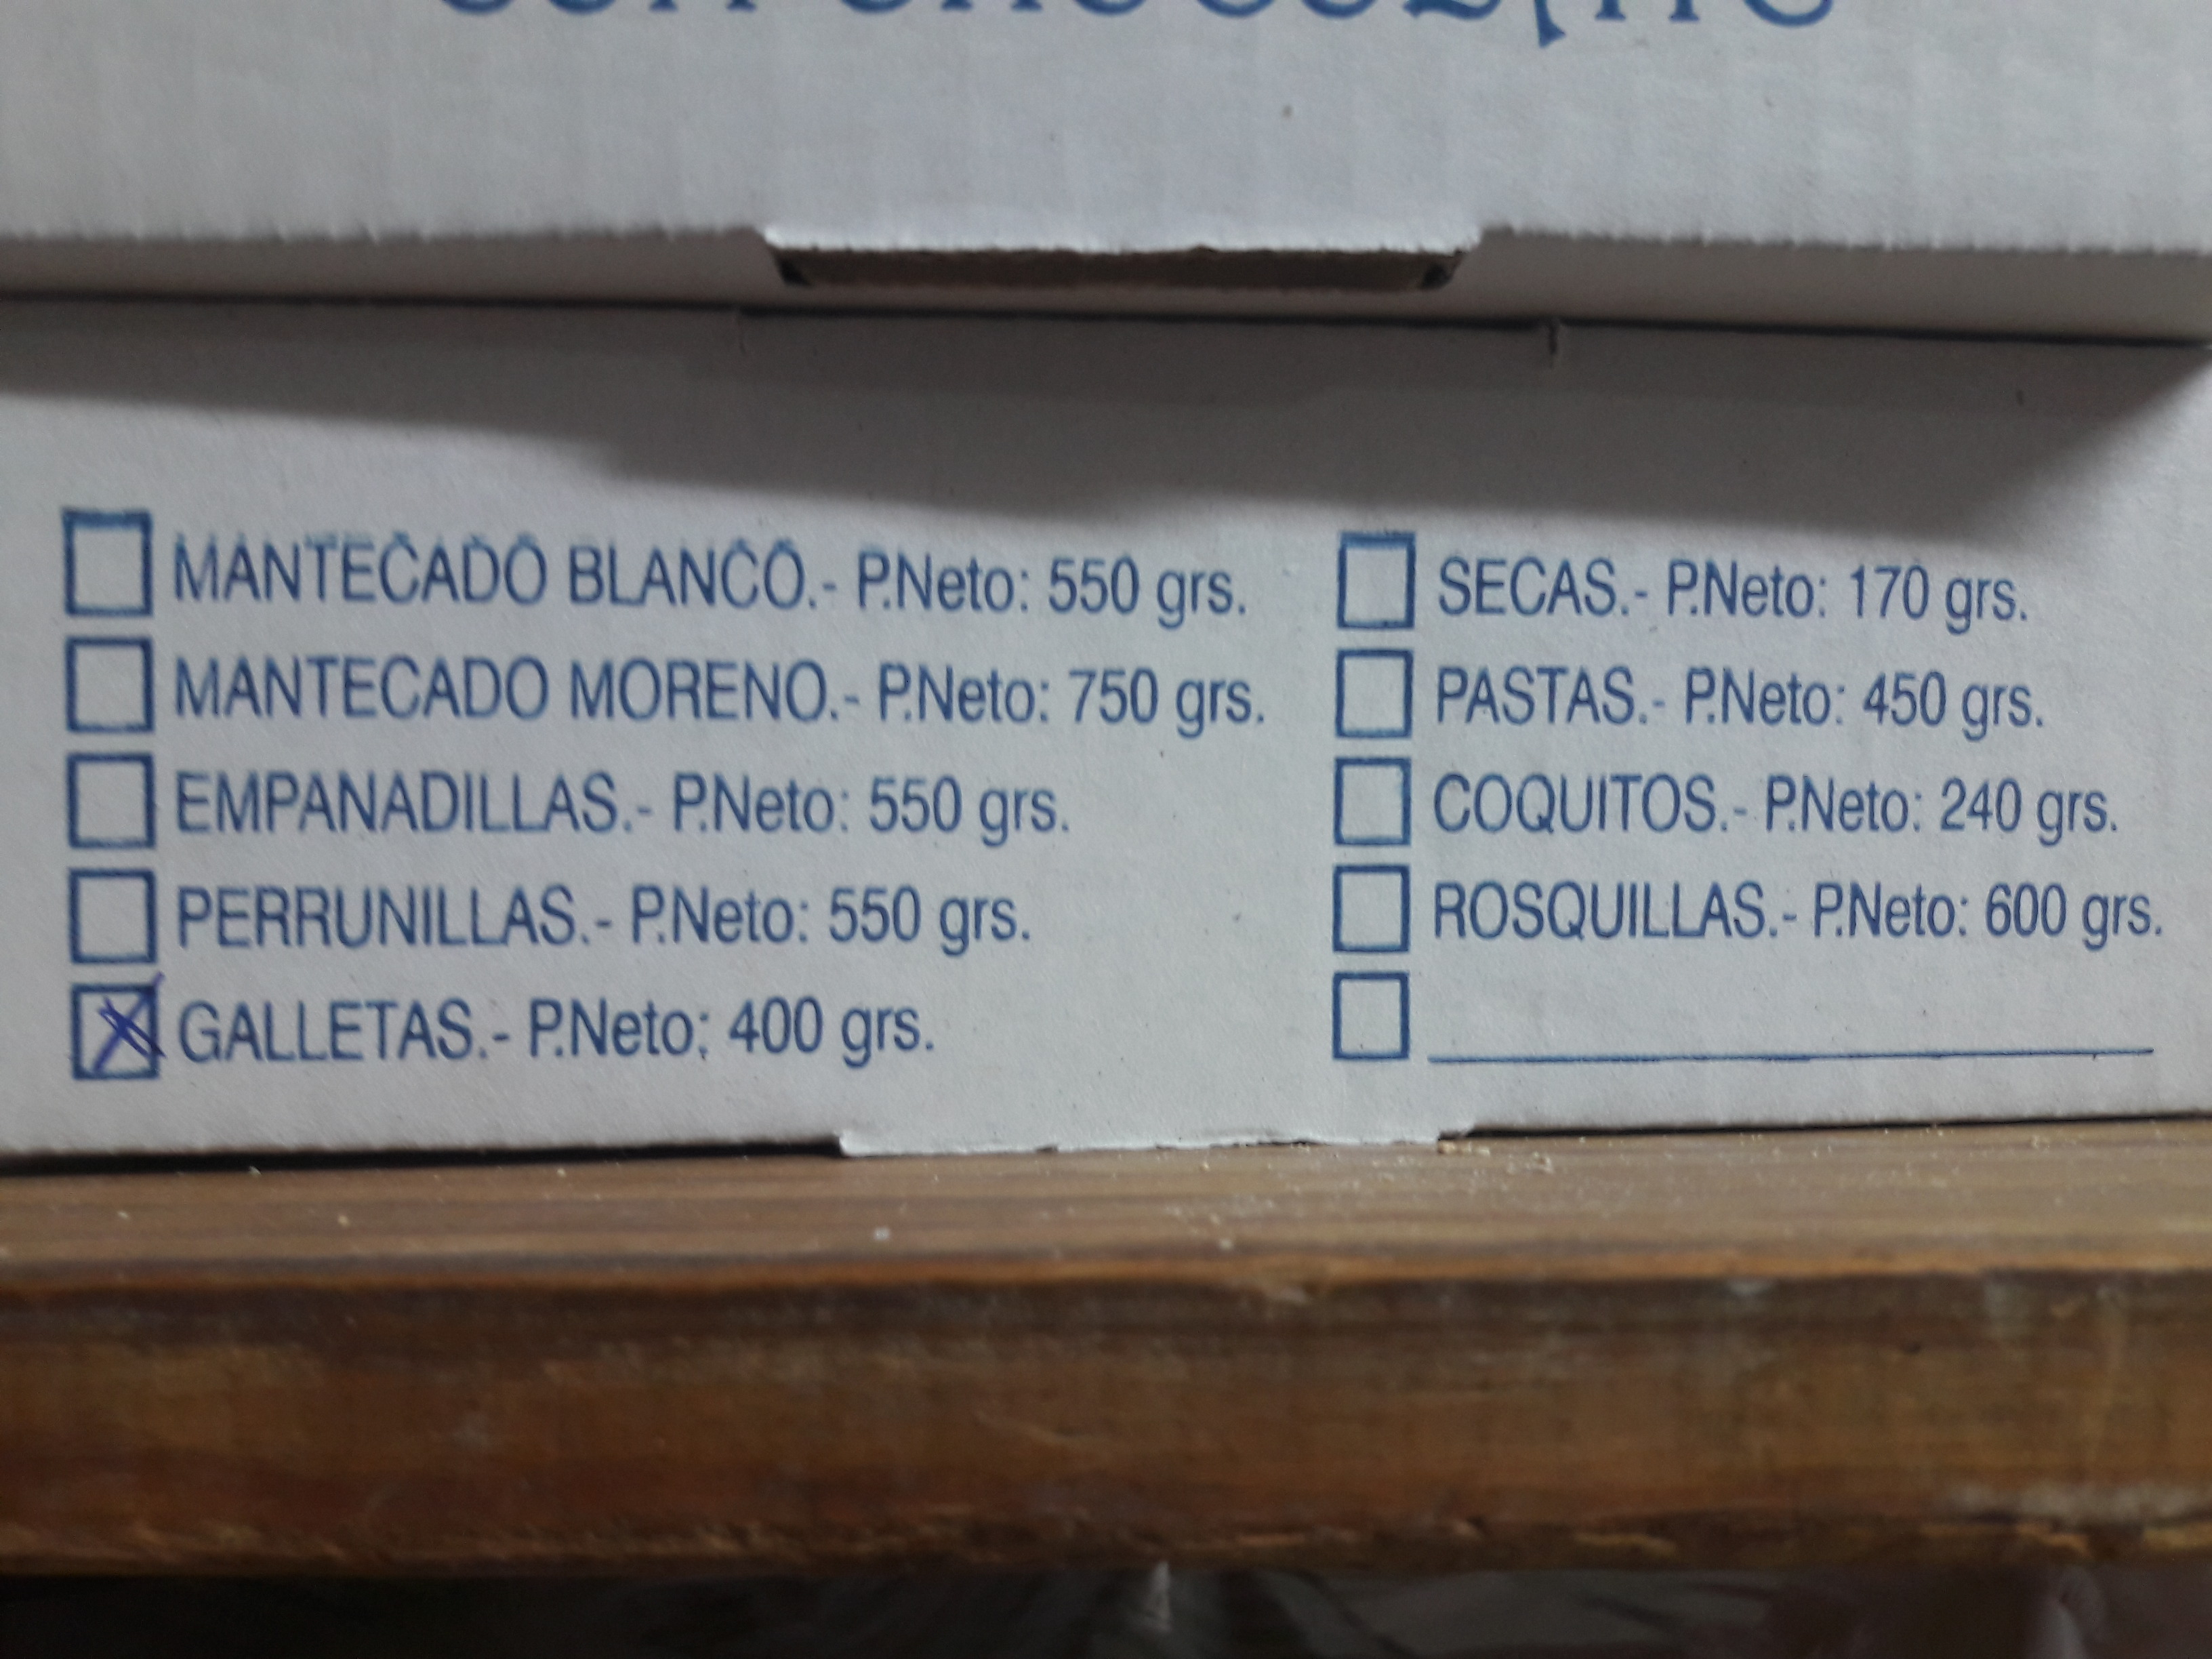 MANTECADO BLANCO.- P.Neto: 550 grs.
MANTECADO MORENO.- P.Neto: 750 grs.
EMPANADILLAS.- P.Neto: 550 grs.
PERRUNILLAS.- P.Neto: 550 grs.
GALLETAS.- P.Neto: 400 grs.
SECAS.- P.Neto: 170 grs.
PASTAS.- P.Neto: 450 grs.
COQUITOS.- P.Neto: 240 grs.
ROSQUILLAS.- P.Neto: 600 grs.